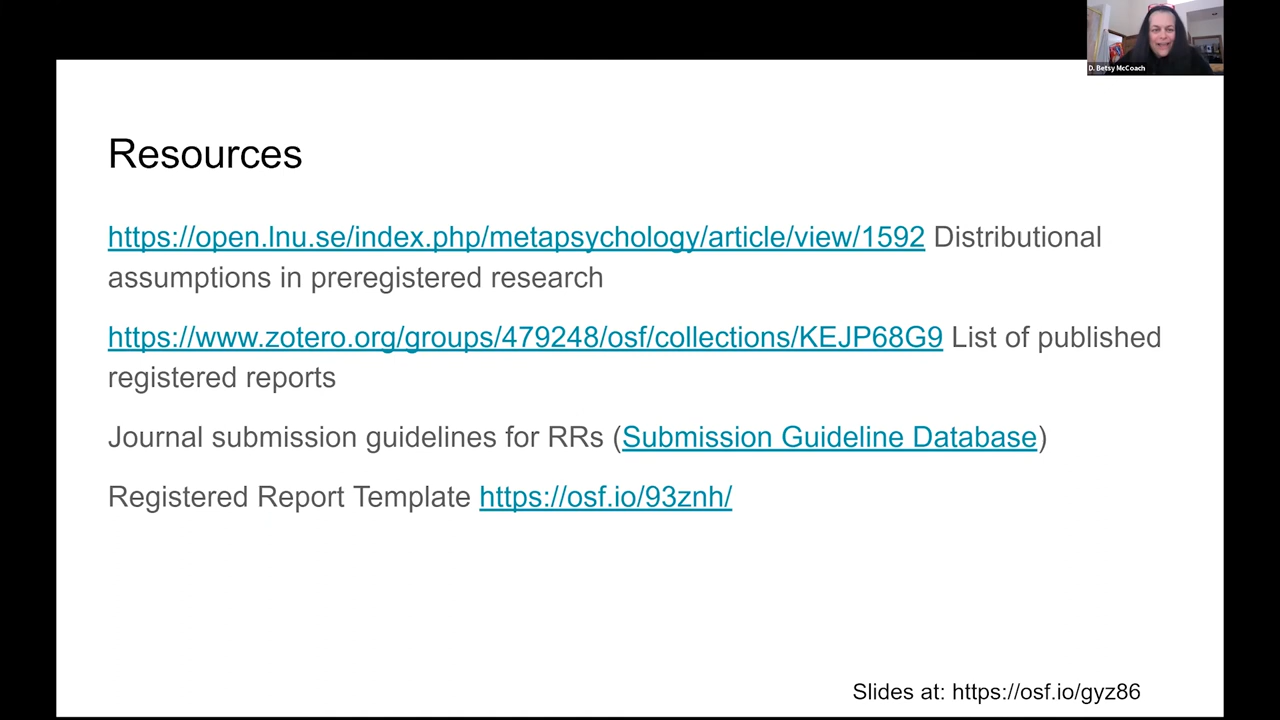 D. Betsy McCoach
Resources
https://open.lnu.se/index.php/metapsychology/article/view/1592 Distributional
assumptions in preregistered research
https://www.zotero.org/groups/479248/osf/collections/KEJP68G9 List of published
registered reports
Journal submission guidelines for RRs (Submission Guideline Database)
Registered Report Template https://osf.io/93znh/
Slides at: https://osf.io/gyz86